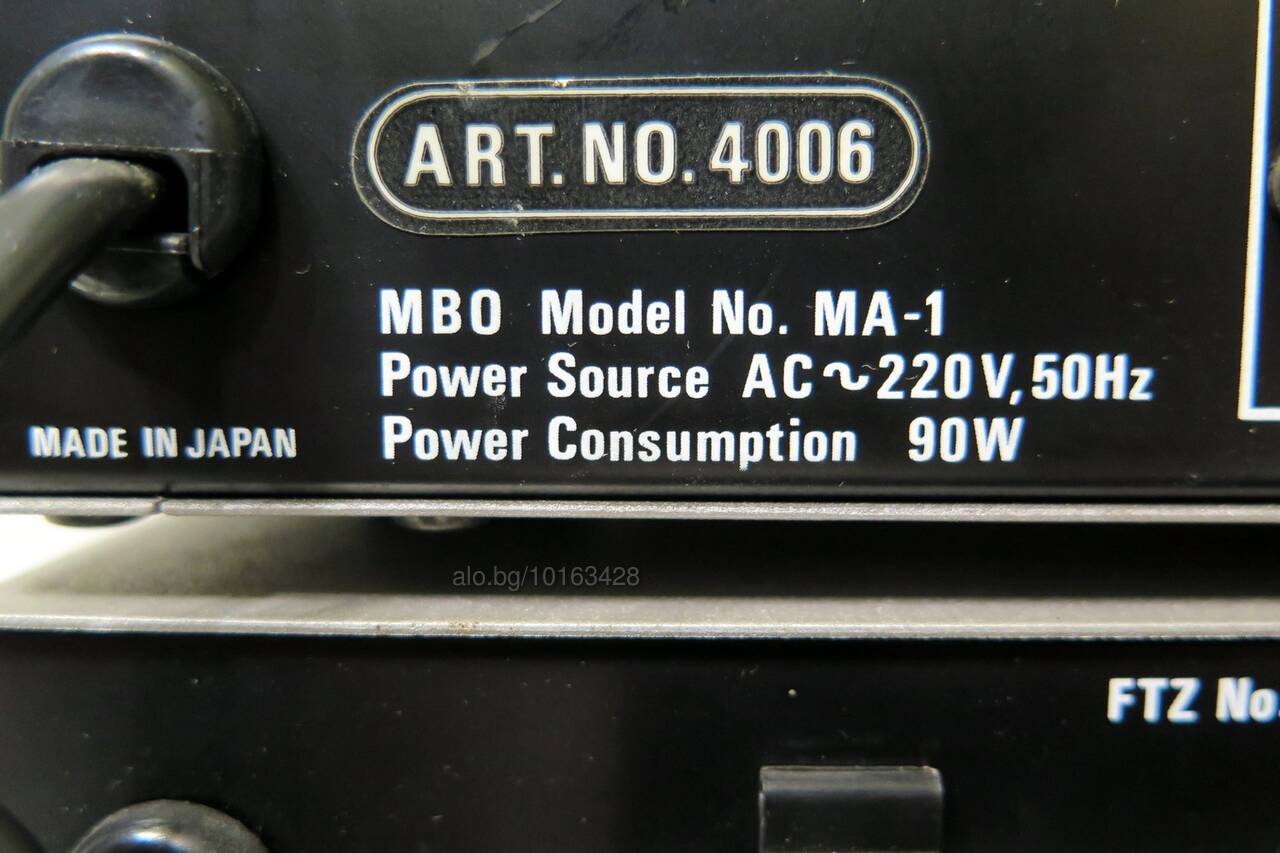 ART. NO. 4006
MBO Model No. MA-1
Power Source AC~220V, 50Hz
MADE IN JAPAN
Power Consumption 90W
alo.bg/10163428
FTZ No.